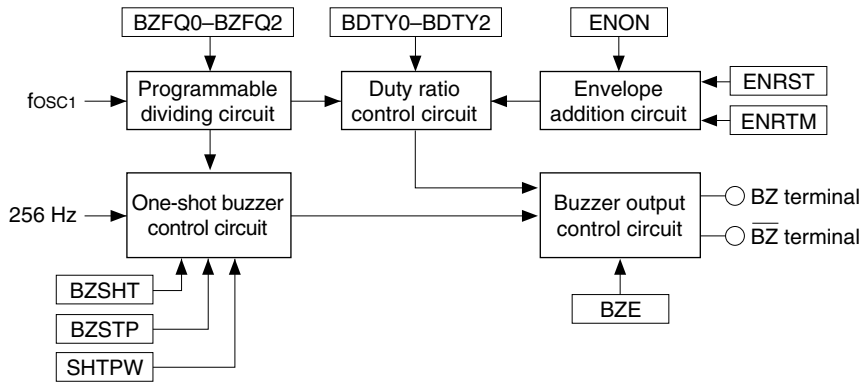 BZFQ0–BZFQ2
BDTY0–BDTY2
ENON
fOSC1
Programmable
dividing circuit
Duty ratio
control circuit
Envelope
addition circuit
ENRST
ENRTM
256 Hz
One-shot buzzer
control circuit
Buzzer output
control circuit
BZ terminal
B̅Z̅ terminal
BZSHT
BZSTP
SHTPW
BZE